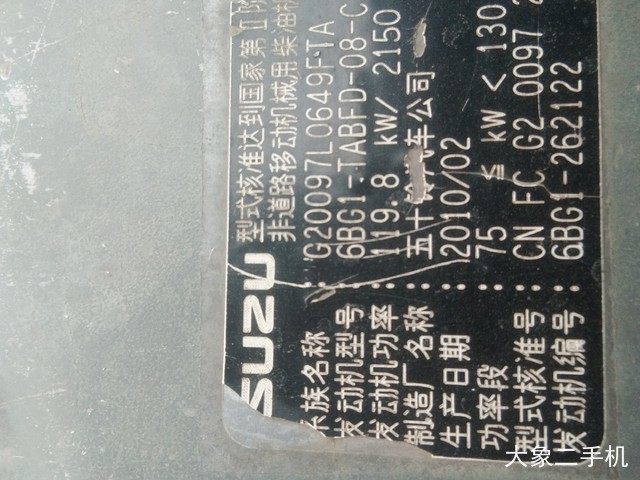 SUZU
型式核准达到国家第Ⅱ阶
非道路移动机械用柴油机
系族名称：G20097L0649FTA
发动机型号：6BG1-TABFD-08-C
发动机功率：119.8 kW/ 2150
制造厂名称：五十铃汽车公司
生产日期：2010/02
功率段：75 ≤ kW < 130
型式核准号：CN FC G2 0097 2
发动机编号：6BG1-262122
大象二手机